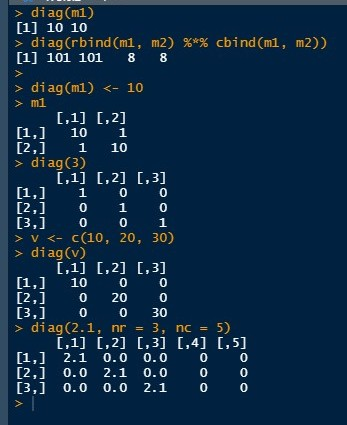 > diag(m1)
[1] 10 10
> diag(rbind(m1, m2) %*% cbind(m1, m2))
[1] 101 101   8   8
>
> diag(m1) <- 10
> m1
     [,1] [,2]
[1,]   10    1
[2,]    1   10
> diag(3)
     [,1] [,2] [,3]
[1,]    1    0    0
[2,]    0    1    0
[3,]    0    0    1
> v <- c(10, 20, 30)
> diag(v)
     [,1] [,2] [,3]
[1,]   10    0    0
[2,]    0   20    0
[3,]    0    0   30
> diag(2.1, nr = 3, nc = 5)
     [,1] [,2] [,3] [,4] [,5]
[1,]  2.1  0.0  0.0    0    0
[2,]  0.0  2.1  0.0    0    0
[3,]  0.0  0.0  2.1    0    0
>